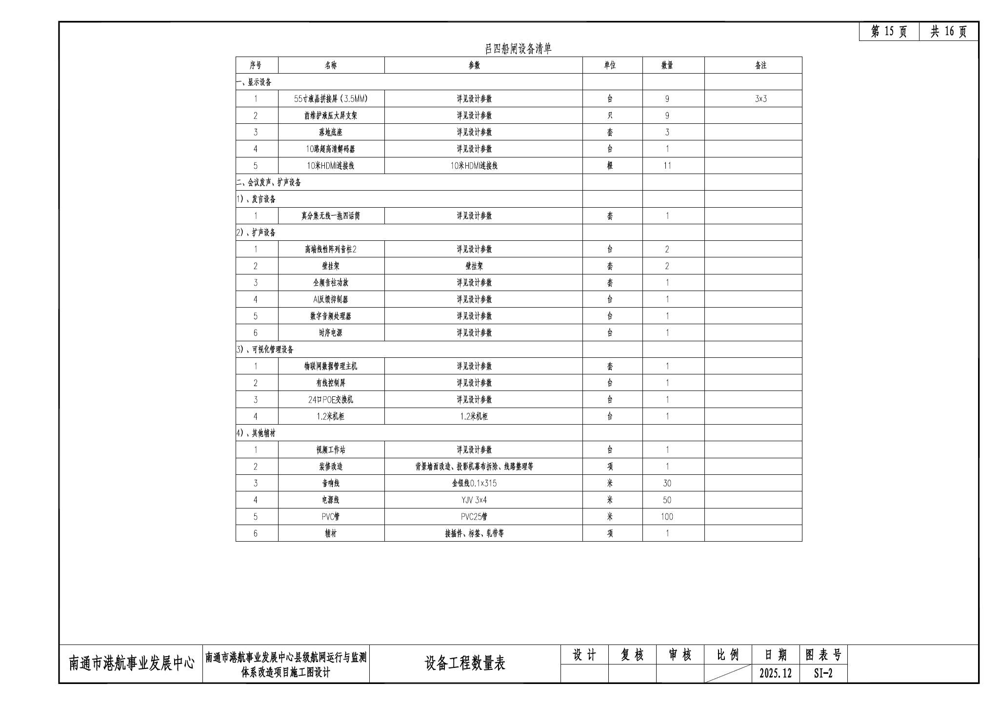 第 15 页 共 16 页
吕四船闸设备清单
序号 名称 参数 单位 数量 备注
一、显示设备
1 55寸液晶拼接屏（3.5MM） 详见设计参数 台 9 3×3
2 前维护液压大屏支架 详见设计参数 只 9
3 落地底座 详见设计参数 套 3
4 10路超高清解码器 详见设计参数 台 1
5 10米HDMI连接线 10米HDMI连接线 根 11
二、会议发声、扩声设备
1）、发言设备
1 真分集无线一拖四话筒 详见设计参数 套 1
2）、扩声设备
1 高端线性阵列音柱2 详见设计参数 台 2
2 壁挂架 壁挂架 套 2
3 全频音柱功放 详见设计参数 套 1
4 AI反馈抑制器 详见设计参数 台 1
5 数字音频处理器 详见设计参数 台 1
6 时序电源 详见设计参数 台 1
3）、可视化管理设备
1 物联网数据管理主机 详见设计参数 套 1
2 有线控制屏 详见设计参数 台 1
3 24口POE交换机 详见设计参数 台 1
4 1.2米机柜 1.2米机柜 台 1
4）、其他辅材
1 视频工作站 详见设计参数 台 1
2 装修改造 背景墙面改造、投影机幕布拆除、线路整理等 项 1
3 音响线 金银线0.1×315 米 30
4 电源线 YJV 3×4 米 50
5 PVC管 PVC25管 米 100
6 辅材 接插件、标签、轧带等 项 1
南通市港航事业发展中心
南通市港航事业发展中心县级航网运行与监测
体系改造项目施工图设计
设备工程数量表
设 计 复 核 审 核 比 例 日 期 图 表 号
2025.12 SI-2